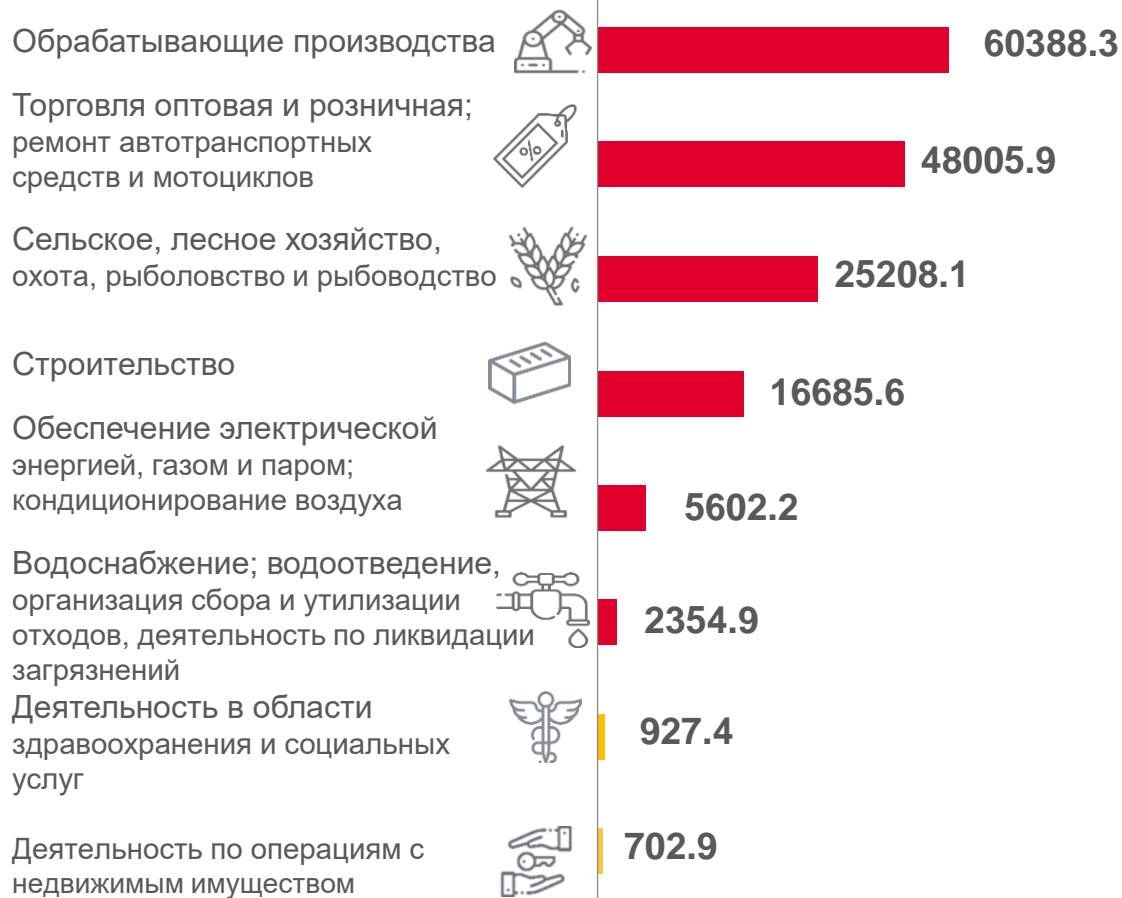 Обрабатывающие производства
60388.3
Торговля оптовая и розничная;
ремонт автотранспортных
средств и мотоциклов
%
48005.9
Сельское, лесное хозяйство,
охота, рыболовство и рыбоводство
25208.1
Строительство
16685.6
Обеспечение электрической
энергией, газом и паром;
кондиционирование воздуха
5602.2
Водоснабжение; водоотведение,
организация сбора и утилизации
отходов, деятельность по ликвидации
загрязнений
2354.9
Деятельность в области
здравоохранения и социальных
услуг
927.4
Деятельность по операциям с
недвижимым имуществом
702.9